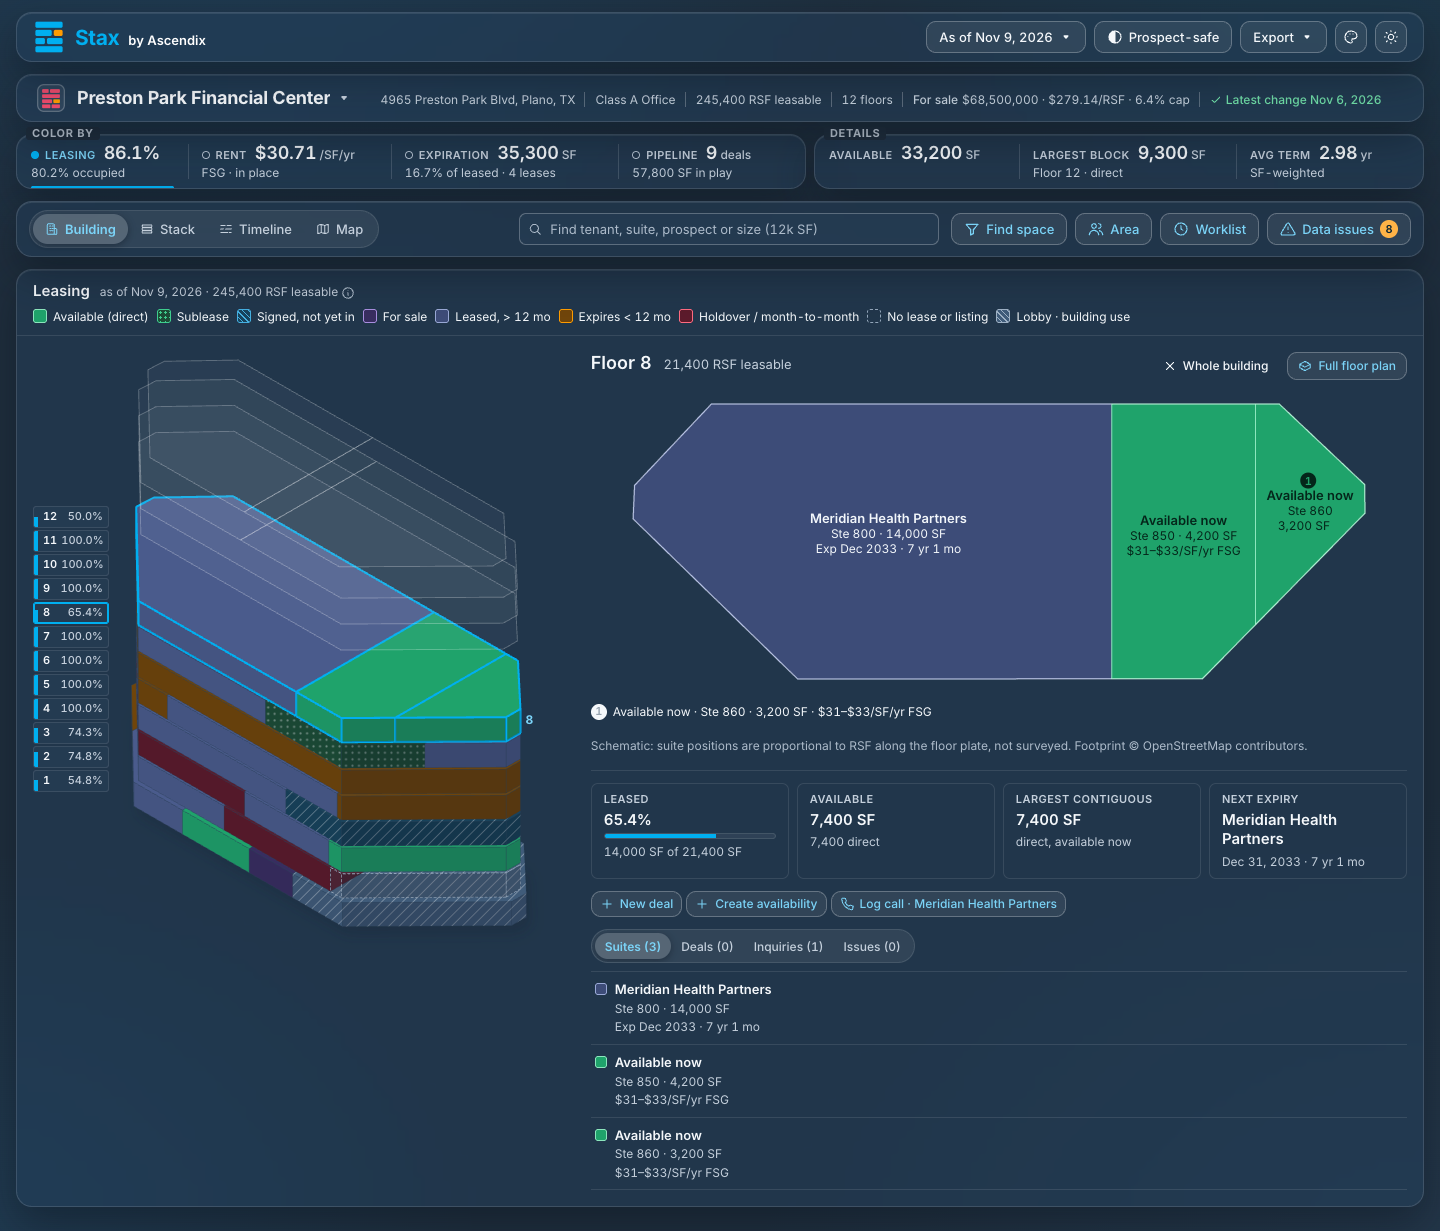 Stax by Ascendix
As of Nov 9, 2026
Prospect-safe
Export
Preston Park Financial Center
4965 Preston Park Blvd, Plano, TX
Class A Office
245,400 RSF leasable
12 floors
For sale $68,500,000 · $279.14/RSF · 6.4% cap
Latest change Nov 6, 2026
COLOR BY
LEASING 86.1%
80.2% occupied
RENT $30.71 /SF/yr
FSG · in place
EXPIRATION 35,300 SF
16.7% of leased · 4 leases
PIPELINE 9 deals
57,800 SF in play
DETAILS
AVAILABLE 33,200 SF
LARGEST BLOCK 9,300 SF
Floor 12 · direct
AVG TERM 2.98 yr
SF-weighted
Building
Stack
Timeline
Map
Find tenant, suite, prospect or size (12k SF)
Find space
Area
Worklist
Data issues 8
Leasing as of Nov 9, 2026 · 245,400 RSF leasable
Available (direct)
Sublease
Signed, not yet in
For sale
Leased, > 12 mo
Expires < 12 mo
Holdover / month-to-month
No lease or listing
Lobby · building use
12 50.0%
11 100.0%
10 100.0%
9 100.0%
8 65.4%
7 100.0%
6 100.0%
5 100.0%
4 100.0%
3 74.3%
2 74.8%
1 54.8%
8
Floor 8 21,400 RSF leasable
Whole building
Full floor plan
Meridian Health Partners
Ste 800 · 14,000 SF
Exp Dec 2033 · 7 yr 1 mo
Available now
Ste 850 · 4,200 SF
$31–$33/SF/yr FSG
1
Available now
Ste 860
3,200 SF
1 Available now · Ste 860 · 3,200 SF · $31–$33/SF/yr FSG
Schematic: suite positions are proportional to RSF along the floor plate, not surveyed. Footprint © OpenStreetMap contributors.
LEASED
65.4%
14,000 SF of 21,400 SF
AVAILABLE
7,400 SF
7,400 direct
LARGEST CONTIGUOUS
7,400 SF
direct, available now
NEXT EXPIRY
Meridian Health
Partners
Dec 31, 2033 · 7 yr 1 mo
New deal
Create availability
Log call · Meridian Health Partners
Suites (3)
Deals (0)
Inquiries (1)
Issues (0)
Meridian Health Partners
Ste 800 · 14,000 SF
Exp Dec 2033 · 7 yr 1 mo
Available now
Ste 850 · 4,200 SF
$31–$33/SF/yr FSG
Available now
Ste 860 · 3,200 SF
$31–$33/SF/yr FSG